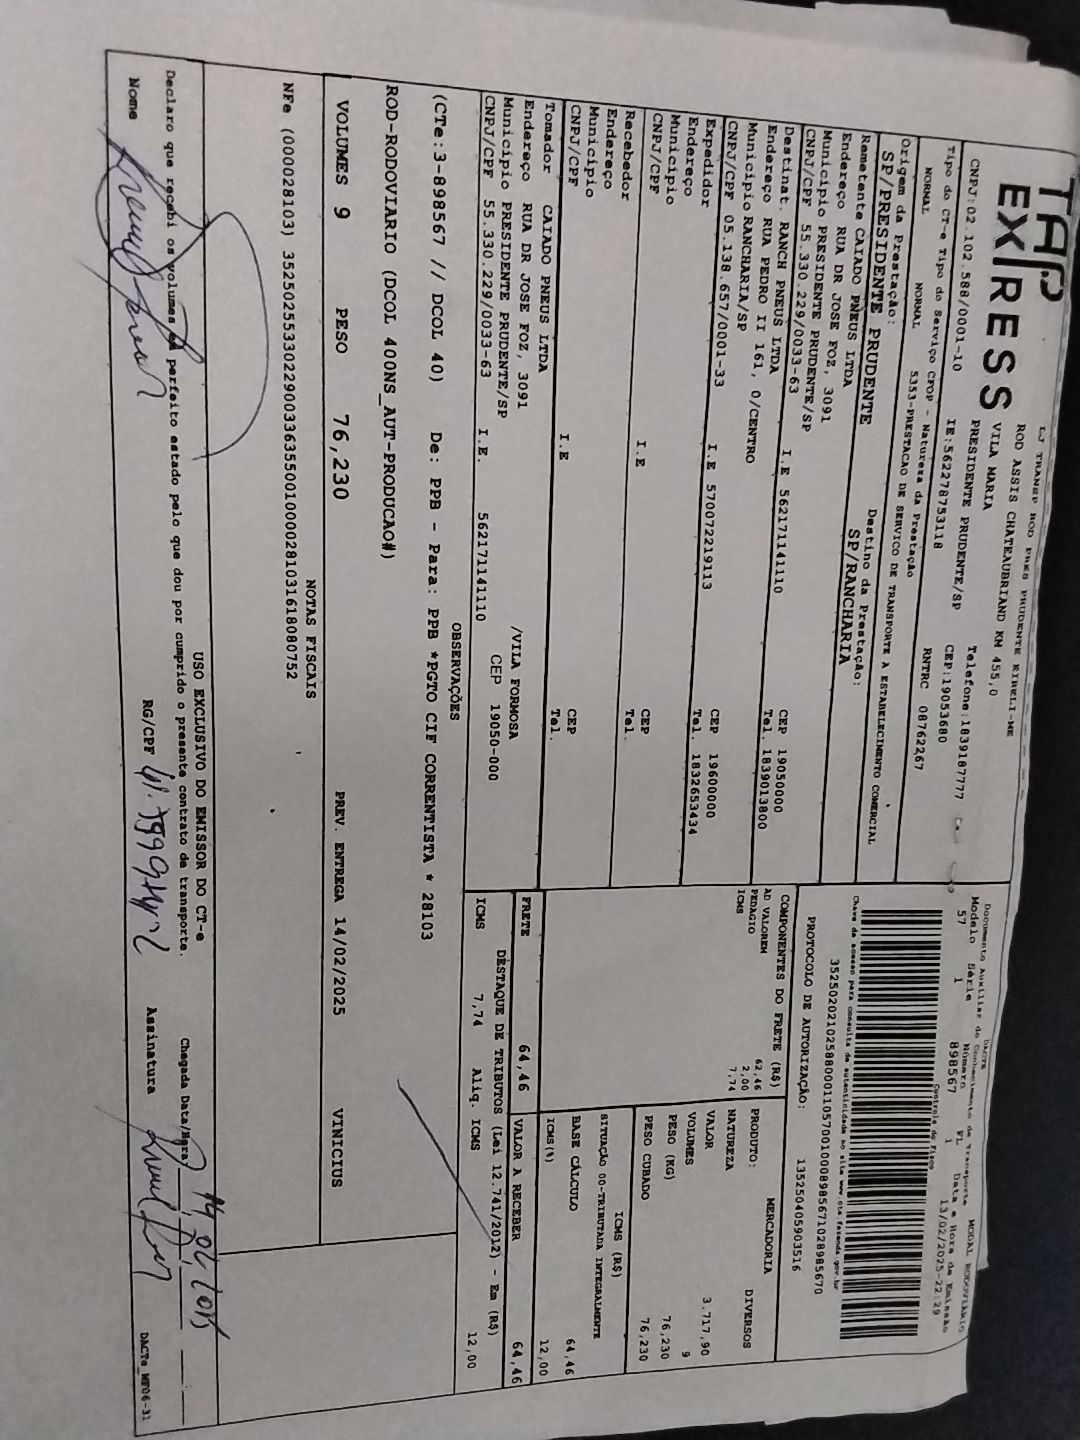 TAP EXPRESS
LJ TRANSP ROD PRES PRUDENTE EIRELI-ME
ROD ASSIS CHATEAUBRIAND KM 455,0
VILA MARIA
PRESIDENTE PRUDENTE/SP Telefone:1839187777
CNPJ:02.102.588/0001-10 IE:562278753118 CEP:19053680
Tipo do CT-e Tipo do Serviço CFOP - Natureza da Prestação RNTRC 08762267
NORMAL NORMAL 5353-PRESTACAO DE SERVICO DE TRANSPORTE A ESTABELECIMENTO COMERCIAL
Origem da Prestação: Destino da Prestação:
SP/PRESIDENTE PRUDENTE SP/RANCHARIA
Remetente CAIADO PNEUS LTDA
Endereço RUA DR JOSE FOZ, 3091
Município PRESIDENTE PRUDENTE/SP CEP 19050000
CNPJ/CPF 55.330.229/0033-63 I.E 562171141110 Tel. 1839013800
Destinat. RANCH PNEUS LTDA
Endereço RUA PEDRO II 161, 0/CENTRO
Município RANCHARIA/SP CEP 19600000
CNPJ/CPF 05.138.657/0001-33 I.E 570072219113 Tel. 1832653434
Expedidor
Endereço
Município CEP
CNPJ/CPF I.E Tel.
Recebedor
Endereço
Município CEP
CNPJ/CPF I.E Tel.
Tomador CAIADO PNEUS LTDA
Endereço RUA DR JOSE FOZ, 3091 /VILA FORMOSA
Município PRESIDENTE PRUDENTE/SP CEP 19050-000
CNPJ/CPF 55.330.229/0033-63 I.E. 562171141110
DACTE
Documento Auxiliar do Conhecimento de Transporte MODAL RODOVIÁRIO
Modelo Série Número FL Data e Hora de Emissão
57 1 898567 1 13/02/2025-22:29
Controle do Fisco
Chave de acesso para consulta de autenticidade no site www.cte.fazenda.gov.br
35250202102588000110570010008985671028985670
PROTOCOLO DE AUTORIZAÇÃO: 135250405903516
COMPONENTES DO FRETE (R$)
AD VALOREM 62,46
PEDAGIO 2,00
ICMS 7,74
PRODUTO: MERCADORIA
NATUREZA DIVERSOS
VALOR 3.717,90
VOLUMES 9
PESO (KG) 76,230
PESO CUBADO 76,230
ICMS (R$)
SITUAÇÃO 00-TRIBUTADA INTEGRALMENTE
BASE CÁLCULO 64,46
ICMS(%) 12,00
FRETE 64,46 VALOR A RECEBER 64,46
DESTAQUE DE TRIBUTOS (Lei 12.741/2012) - Em (R$)
ICMS 7,74 Aliq. ICMS 12,00
OBSERVAÇÕES
(CTe:3-898567 // DCOL 40) De: PPB - Para: PPB *PGTO CIF CORRENTISTA * 28103
ROD-RODOVIARIO (DCOL 400NS_AUT-PRODUCAO#)
VOLUMES 9 PESO 76,230 PREV. ENTREGA 14/02/2025 VINICIUS
NOTAS FISCAIS
NFe (000028103) 35250255330229003363550010000281031618080752
USO EXCLUSIVO DO EMISSOR DO CT-e
Declaro que recebi os volumes em perfeito estado pelo que dou por cumprido o presente contrato de transporte. Chegada Data/Hora
Nome RG/CPF Assinatura
DACTe_MF06-31